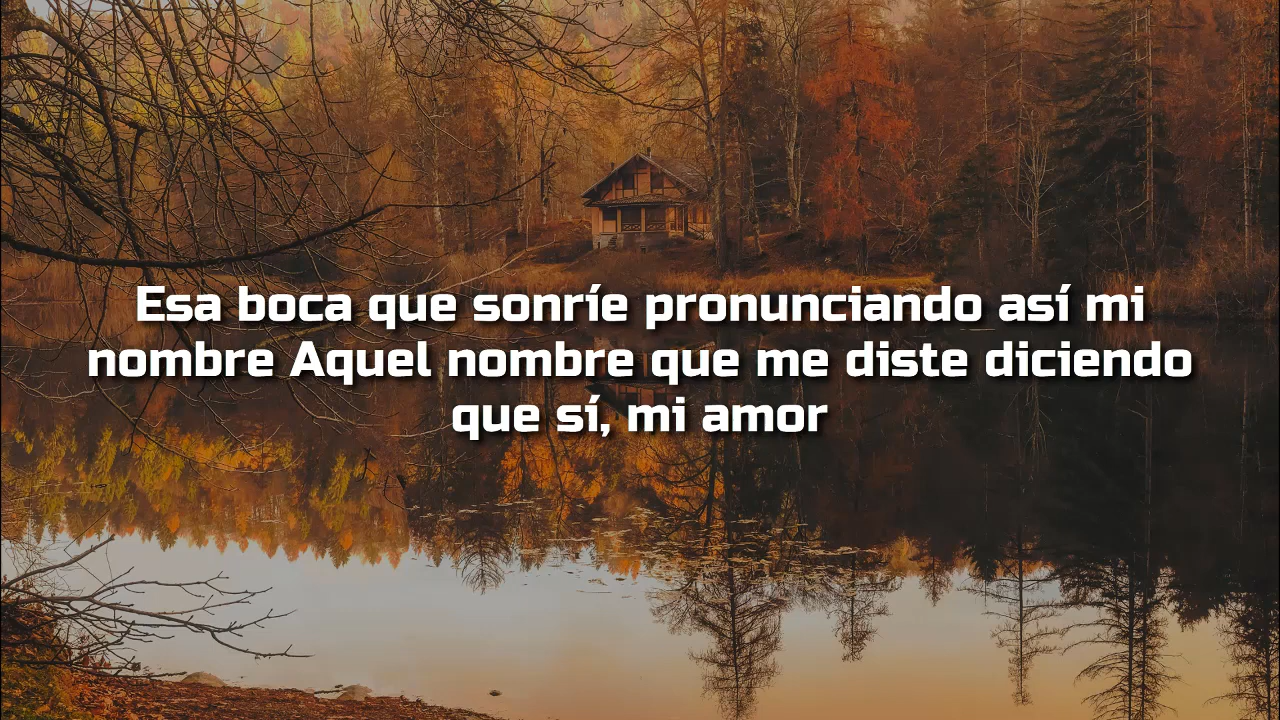 Esa boca que sonríe pronunciando así mi
nombre Aquel nombre que me diste diciendo
que sí, mi amor